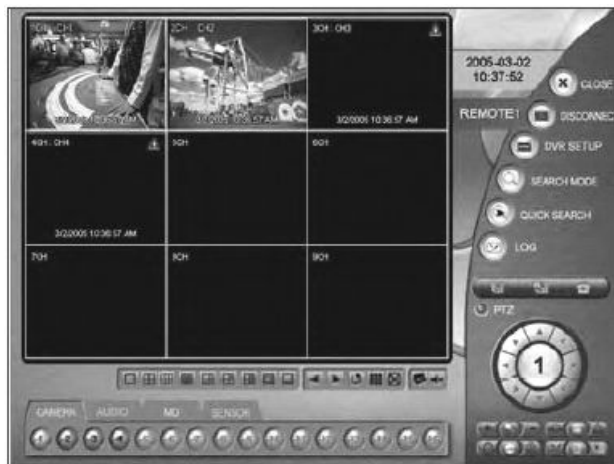 2CH : CH2
3CH : CH3
3/2/2005 10:36:57 AM
4CH : CH4
5CH
6CH
3/2/2005 10:36:57 AM
7CH
8CH
9CH
2005-03-02
10:37:52
CLOSE
REMOTE1
DISCONNEC
DVR SETUP
SEARCH MODE
QUICK SEARCH
LOG
PTZ
1
CAMERA
AUDIO
MD
SENSOR